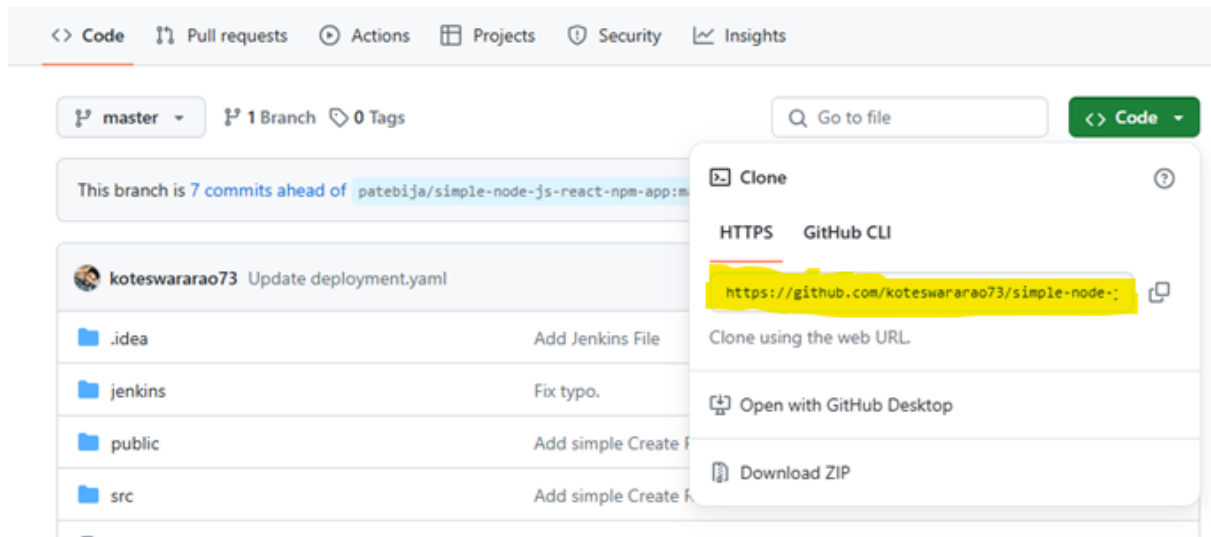 Code Pull requests Actions Projects Security Insights
master 1 Branch 0 Tags Go to file Code
This branch is 7 commits ahead of patebija/simple-node-js-react-npm-app:
Clone
HTTPS GitHub CLI
koteswararao73 Update deployment.yaml
https://github.com/koteswararao73/simple-node-
.idea Add Jenkins File
Clone using the web URL.
jenkins Fix typo.
Open with GitHub Desktop
public Add simple Create
Download ZIP
src Add simple Create